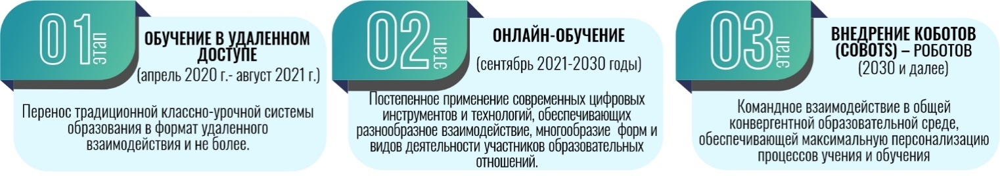 01
этап
ОБУЧЕНИЕ В УДАЛЕННОМ
ДОСТУПЕ
(апрель 2020 г.- август 2021 г.)
Перенос традиционной классно-урочной системы
образования в формат удаленного
взаимодействия и не более.
02
этап
ОНЛАЙН-ОБУЧЕНИЕ
(сентябрь 2021-2030 годы)
Постепенное применение современных цифровых
инструментов и технологий, обеспечивающих
разнообразное взаимодействие, многообразие форм и
видов деятельности участников образовательных
отношений.
03
этап
ВНЕДРЕНИЕ КОБОТОВ
(COBOTS) – РОБОТОВ
(2030 и далее)
Командное взаимодействие в общей
конвергентной образовательной среде,
обеспечивающей максимальную персонализацию
процессов учения и обучения